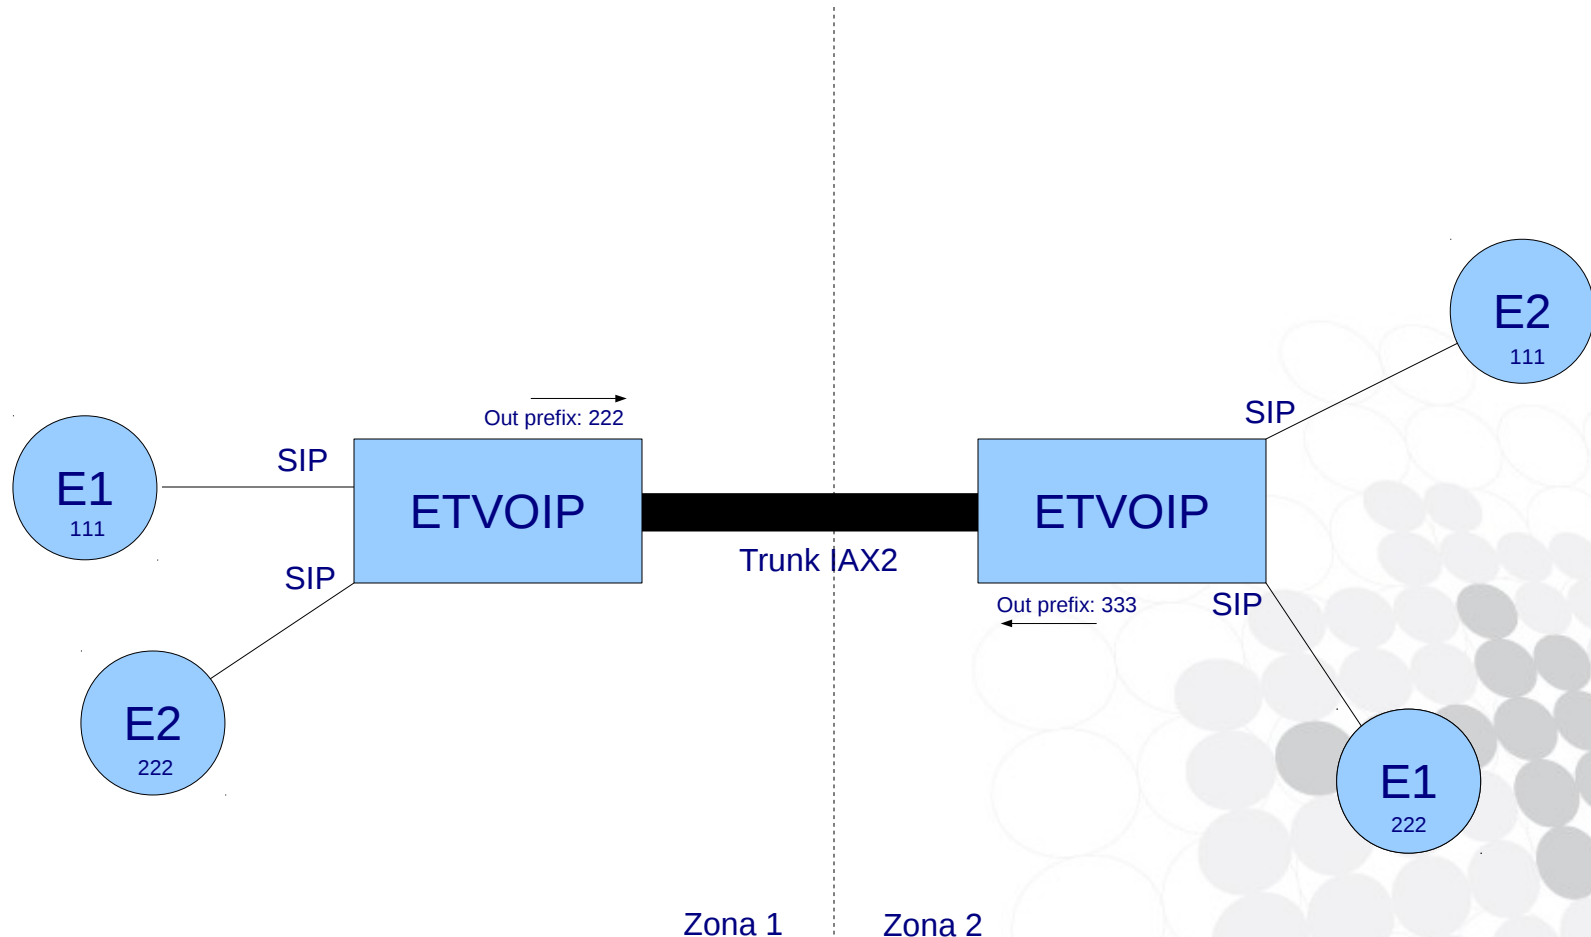 E2
111
Out prefix: 222
SIP
SIP
E1
111
ETVOIP
ETVOIP
Trunk IAX2
SIP
Out prefix: 333
SIP
E2
222
E1
222
Zona 1
Zona 2